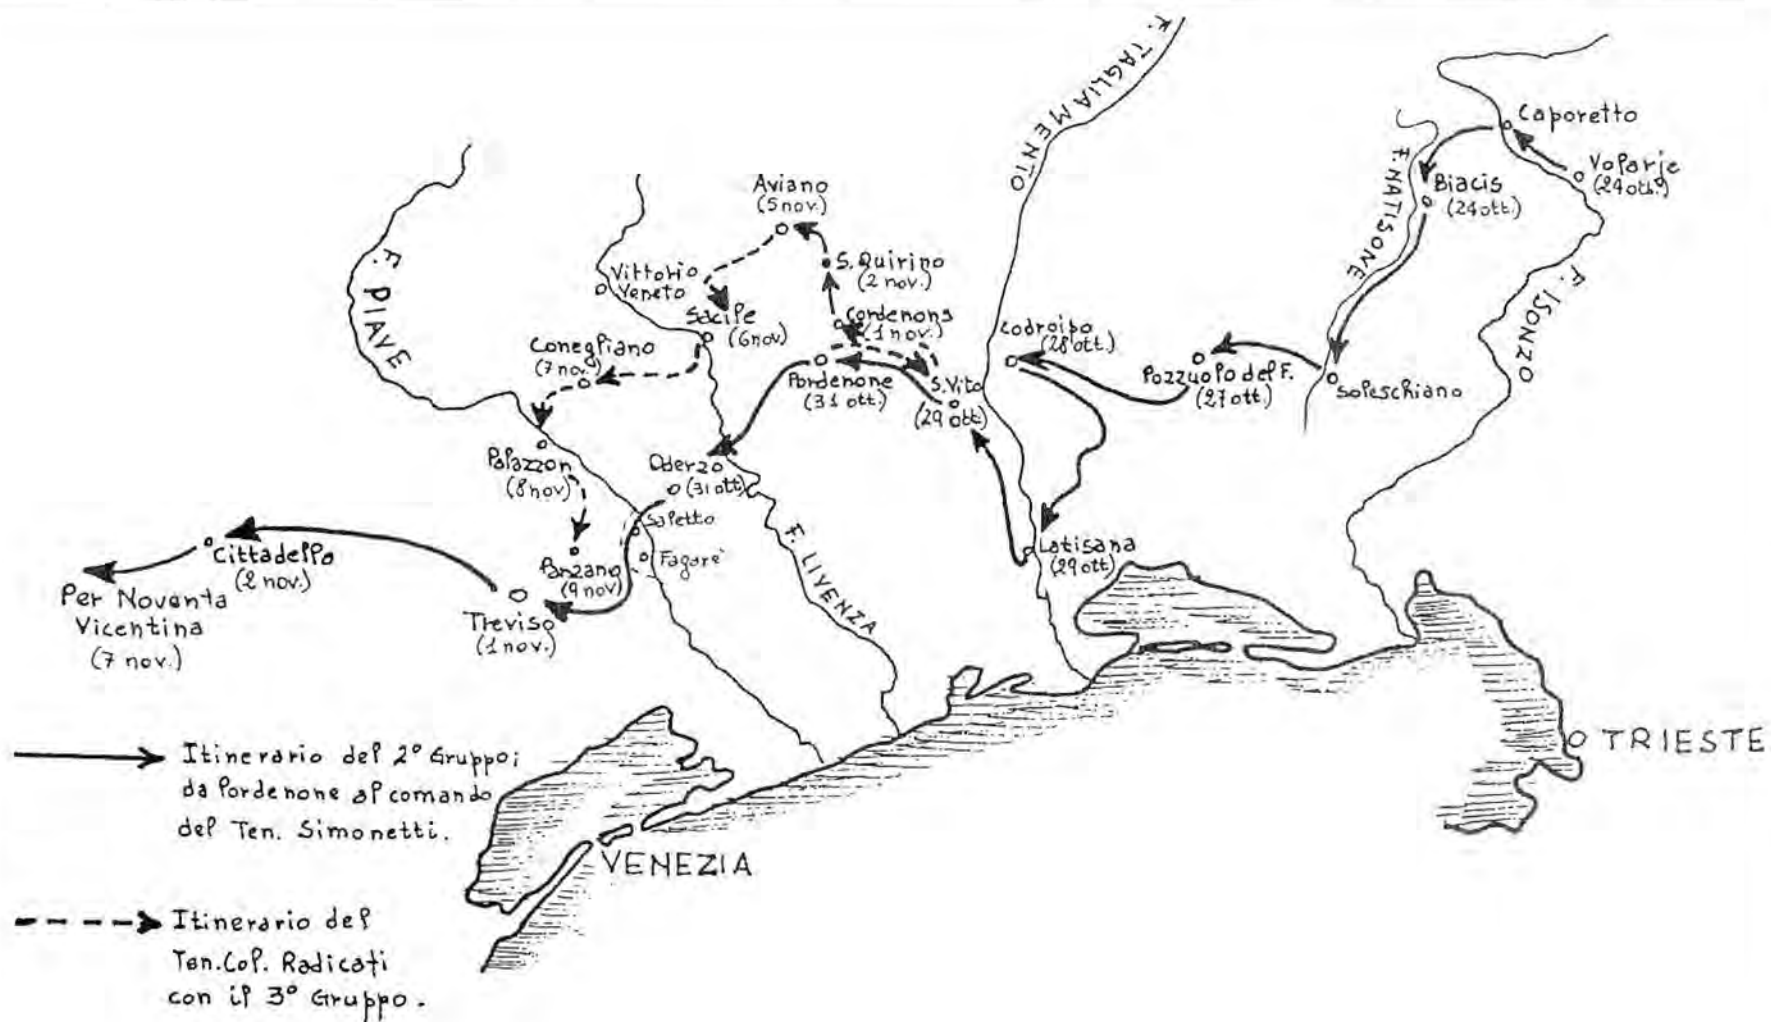 F. TAGLIAMENTO
Caporetto
Volarje
(24 ott.)
F. NATISONE
Biacis
(24 ott.)
F. ISONZO
Aviano
(5 nov.)
S. Quirino
(2 nov.)
Vittorio
Veneto
F. PIAVE
Sacile
(6 nov)
Cordenons
(1 nov.)
Codroipo
(28 ott.)
Conegliano
(7 nov.)
Pordenone
(31 ott.)
S. Vito
(29 ott)
Pozzuolo del F.
(27 ott.)
Soleschiano
Palazzon
(8 nov)
Oderzo
(31 ott)
Saletto
Fagarè
F. LIVENZA
Latisana
(29 ott)
Cittadella
(2 nov.)
Per Noventa
Vicentina
(7 nov.)
Panzano
(9 nov)
Treviso
(1 nov.)
TRIESTE
VENEZIA
Itinerario del 2° Gruppo;
da Pordenone al comando
del Ten. Simonetti.
Itinerario del
Ten. Col. Radicati
con il 3° Gruppo.